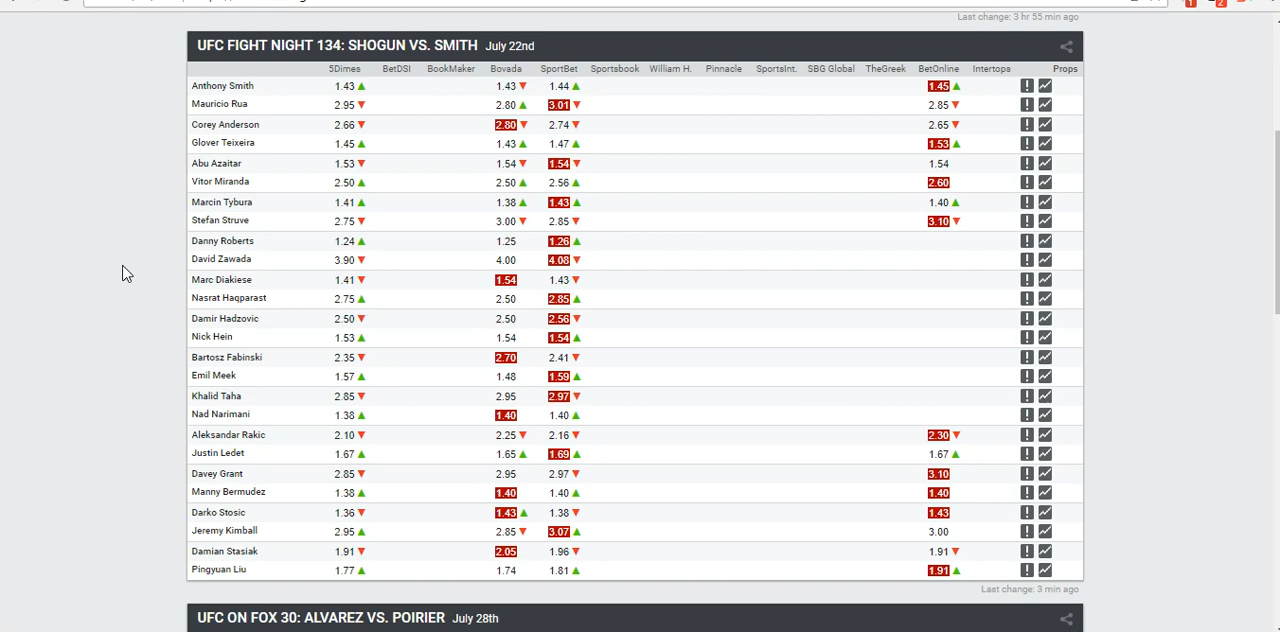 Last change: 3 hr 55 min ago
UFC FIGHT NIGHT 134: SHOGUN VS. SMITH July 22nd
5Dimes BetDSI BookMaker Bovada SportBet Sportsbook William H. Pinnacle SportsInt. SBG Global TheGreek BetOnline Intertops Props
Anthony Smith 1.43 ▲ 1.43 ▼ 1.44 ▲ 1.45 ▲
Mauricio Rua 2.95 ▼ 2.80 ▲ 3.01 ▼ 2.85 ▼
Corey Anderson 2.66 ▼ 2.80 ▼ 2.74 ▼ 2.65 ▼
Glover Teixeira 1.45 ▲ 1.43 ▲ 1.47 ▲ 1.53 ▲
Abu Azaitar 1.53 ▼ 1.54 ▼ 1.54 ▼ 1.54
Vitor Miranda 2.50 ▲ 2.50 ▲ 2.56 ▲ 2.60
Marcin Tybura 1.41 ▲ 1.38 ▲ 1.43 ▲ 1.40 ▲
Stefan Struve 2.75 ▼ 3.00 ▼ 2.85 ▼ 3.10 ▼
Danny Roberts 1.24 ▲ 1.25 1.26 ▲
David Zawada 3.90 ▼ 4.00 4.08 ▼
Marc Diakiese 1.41 ▼ 1.54 1.43 ▼
Nasrat Haqparast 2.75 ▲ 2.50 2.85 ▲
Damir Hadzovic 2.50 ▼ 2.50 2.56 ▼
Nick Hein 1.53 ▲ 1.54 1.54 ▲
Bartosz Fabinski 2.35 ▼ 2.70 2.41 ▼
Emil Meek 1.57 ▲ 1.48 1.59 ▲
Khalid Taha 2.85 ▼ 2.95 2.97 ▼
Nad Narimani 1.38 ▲ 1.40 1.40 ▲
Aleksandar Rakic 2.10 ▼ 2.25 ▼ 2.16 ▼ 2.30 ▼
Justin Ledet 1.67 ▲ 1.65 ▲ 1.69 ▲ 1.67 ▲
Davey Grant 2.85 ▼ 2.95 2.97 ▼ 3.10
Manny Bermudez 1.38 ▲ 1.40 1.40 ▲ 1.40
Darko Stosic 1.36 ▼ 1.43 ▲ 1.38 ▼ 1.43
Jeremy Kimball 2.95 ▲ 2.85 ▼ 3.07 ▲ 3.00
Damian Stasiak 1.91 ▼ 2.05 1.96 ▼ 1.91 ▼
Pingyuan Liu 1.77 ▲ 1.74 1.81 ▲ 1.91 ▲
Last change: 3 min ago
UFC ON FOX 30: ALVAREZ VS. POIRIER July 28th